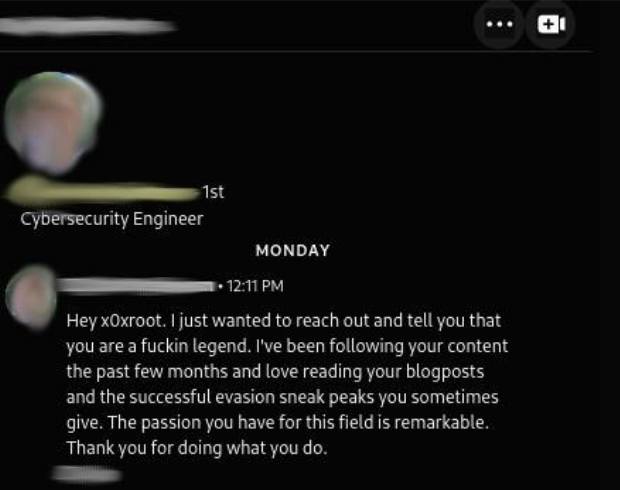 1st
Cybersecurity Engineer
MONDAY
• 12:11 PM
Hey x0xroot. I just wanted to reach out and tell you that
you are a fuckin legend. I've been following your content
the past few months and love reading your blogposts
and the successful evasion sneak peaks you sometimes
give. The passion you have for this field is remarkable.
Thank you for doing what you do.